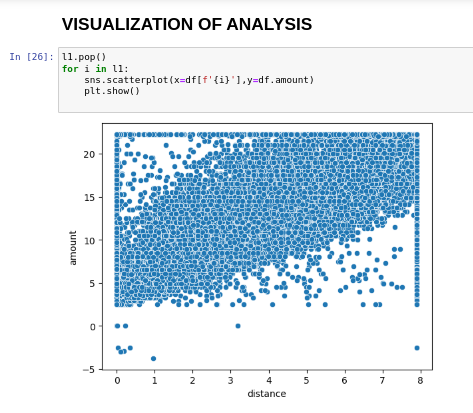 VISUALIZATION OF ANALYSIS
In [26]: l1.pop()
for i in l1:
    sns.scatterplot(x=df[f'{i}'],y=df.amount)
    plt.show()
20
15
10
5
0
−5
amount
0 1 2 3 4 5 6 7 8
distance